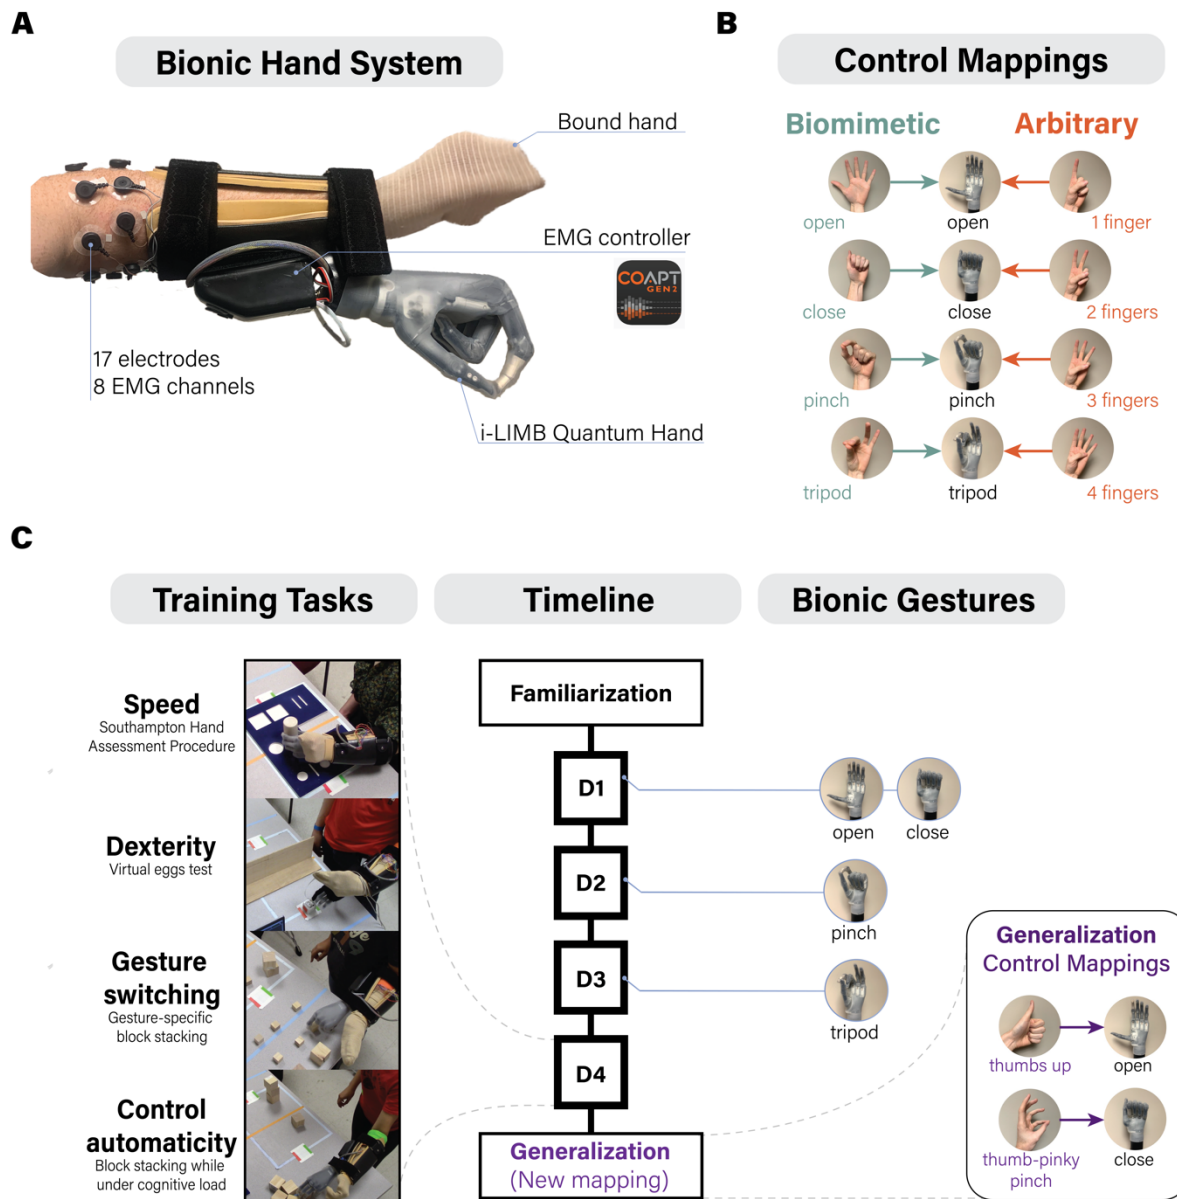 A
Bionic Hand System
Bound hand
EMG controller
COAPT
GEN2
17 electrodes
8 EMG channels
i-LIMB Quantum Hand
B
Control Mappings
Biomimetic
Arbitrary
open
open
1 finger
close
close
2 fingers
pinch
pinch
3 fingers
tripod
tripod
4 fingers
C
Training Tasks
Timeline
Bionic Gestures
Speed
Southampton Hand
Assessment Procedure
Dexterity
Virtual eggs test
Gesture
switching
Gesture-specific
block stacking
Control
automaticity
Block stacking while
under cognitive load
Familiarization
D1
D2
D3
D4
Generalization
(New mapping)
open
close
pinch
tripod
Generalization
Control Mappings
thumbs up
open
thumb-pinky
pinch
close